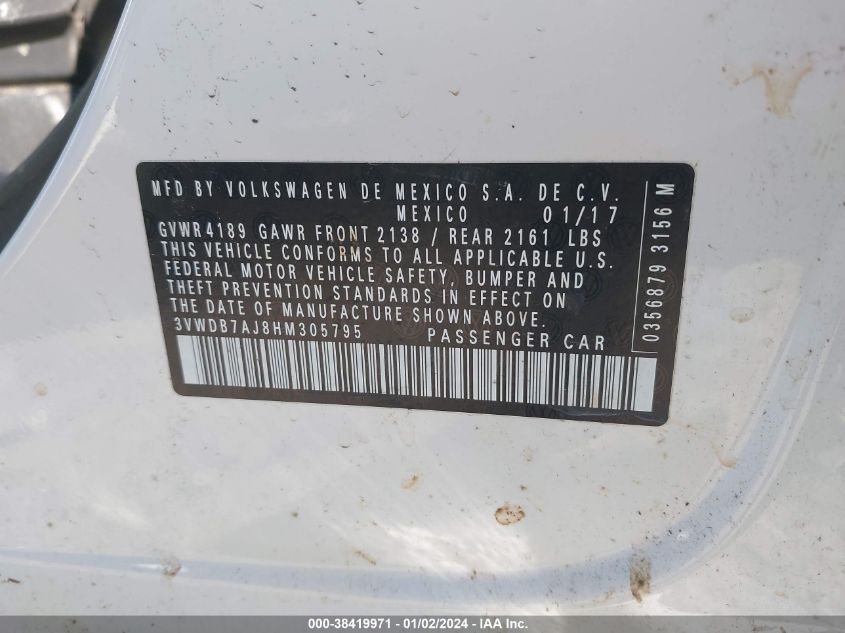 MFD BY VOLKSWAGEN DE MEXICO S.A. DE C.V.
MEXICO 01/17
GVWR4189 GAWR FRONT 2138 / REAR 2161 LBS
THIS VEHICLE CONFORMS TO ALL APPLICABLE U.S.
FEDERAL MOTOR VEHICLE SAFETY, BUMPER AND
THEFT PREVENTION STANDARDS IN EFFECT ON
THE DATE OF MANUFACTURE SHOWN ABOVE.
3VWDB7AJ8HM305795 PASSENGER CAR
0356879 3156 M
000-38419971 - 01/02/2024 - IAA Inc.